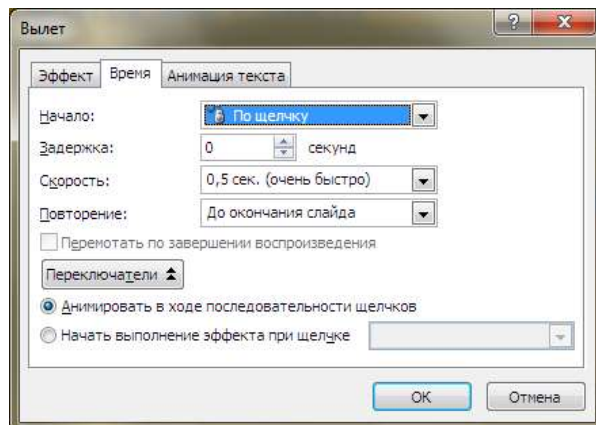 Вылет
Эффект Время Анимация текста
Начало: По щелчку
Задержка: 0 секунд
Скорость: 0,5 сек. (очень быстро)
Повторение: До окончания слайда
Перемотать по завершении воспроизведения
Переключатели
Анимировать в ходе последовательности щелчков
Начать выполнение эффекта при щелчке
ОК Отмена